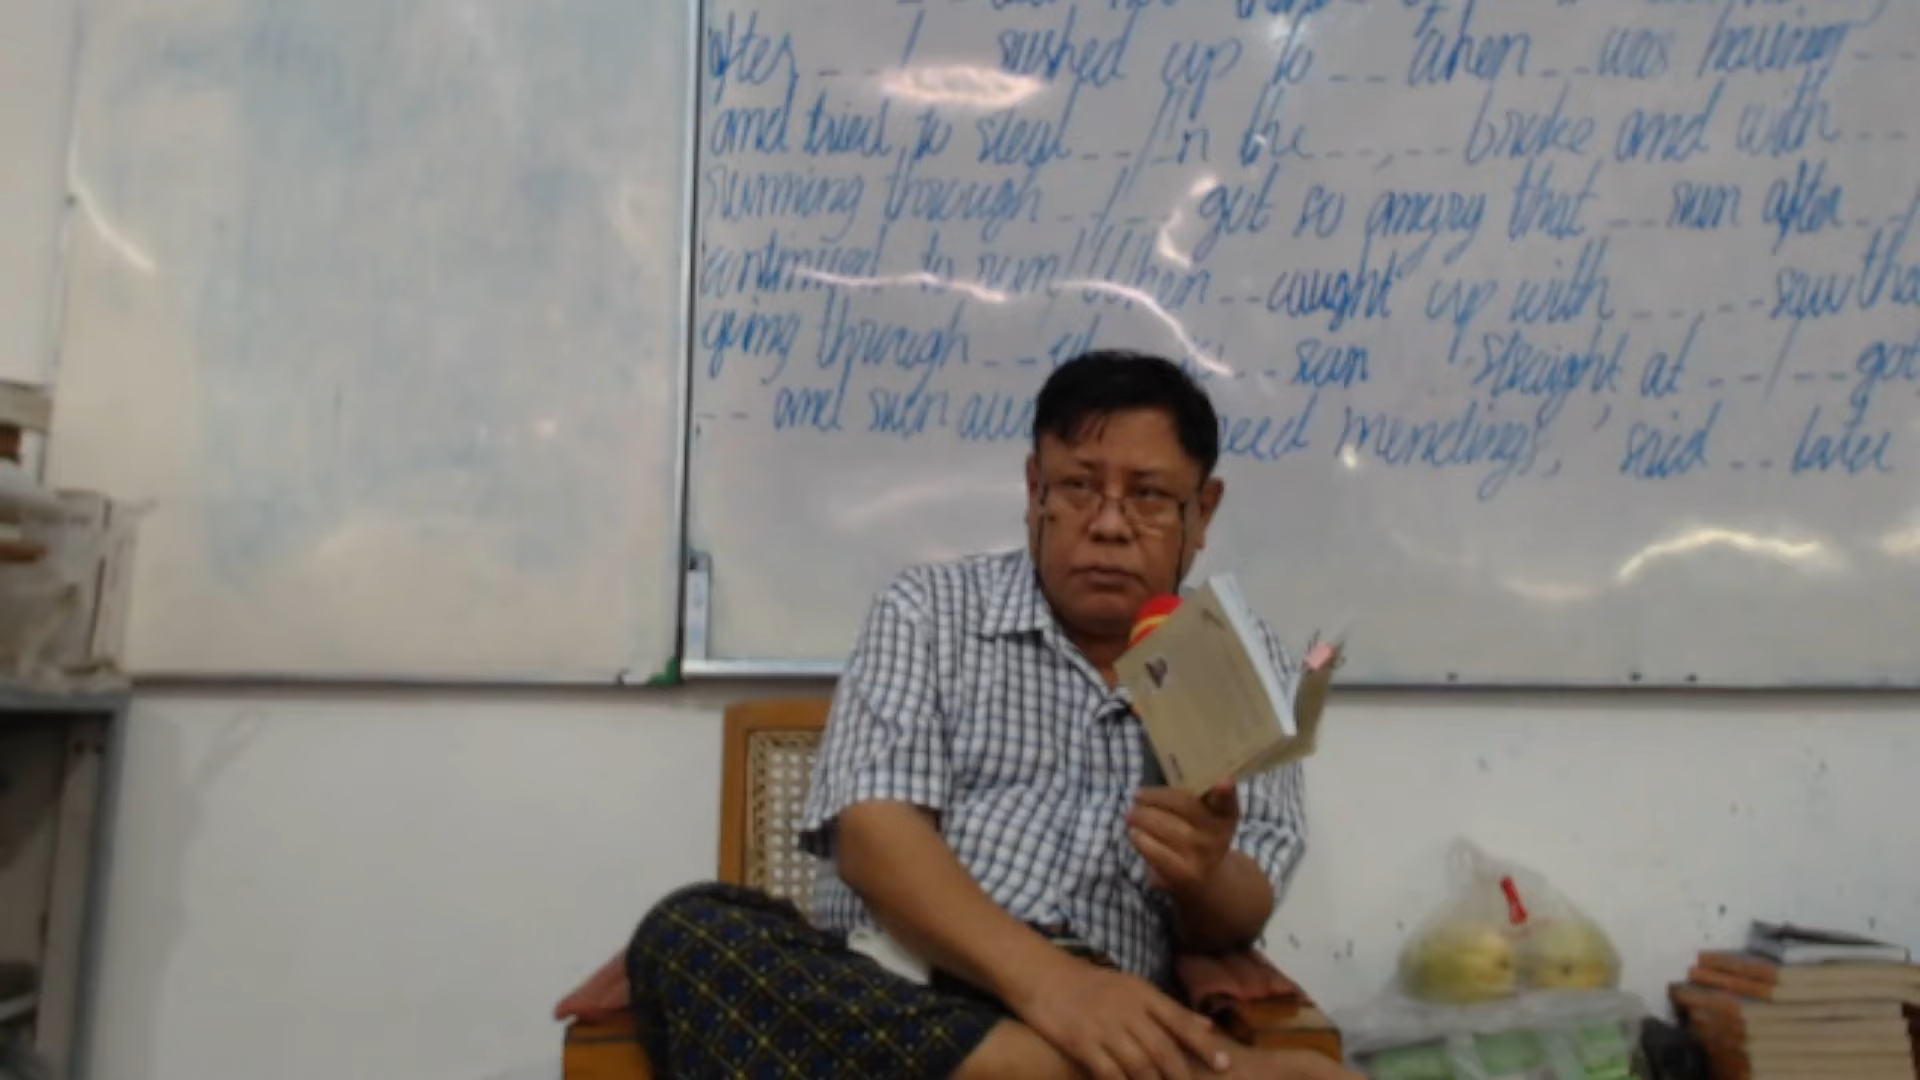 after _ _ / rushed up to _ _ when _ _ was having _ _
and tried to steal _ _ / In the _ _ , _ _ broke and with _ _
running through _ _ / _ _ got so angry that _ _ ran after _ _ /
continued to run / When _ _ caught up with _ _ , _ _ saw tha
going through _ _ _ _ ran straight at _ _ / _ _ got
_ _ and ran need mending,' said _ _ later